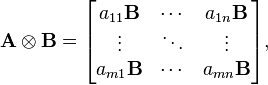 A ⊗ B = [ a₁₁B ⋯ a₁ₙB
⋮ ⋱ ⋮
aₘ₁B ⋯ aₘₙB ],